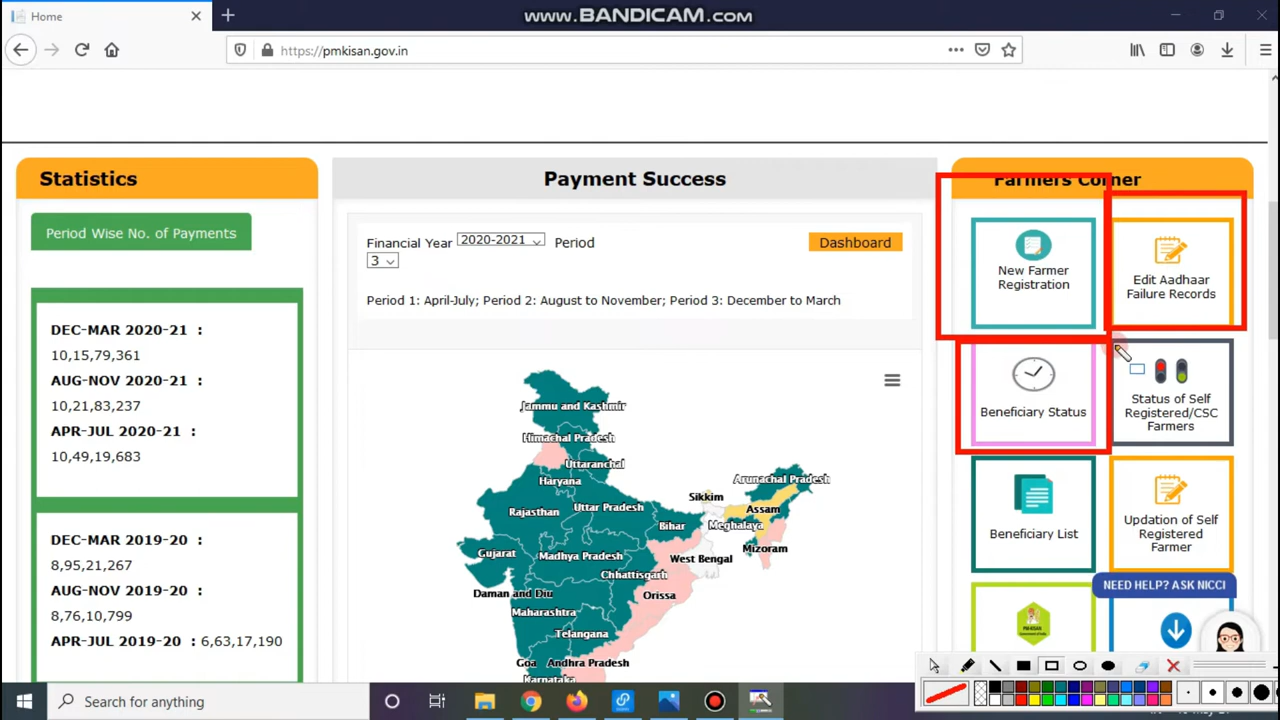 Home
www.BANDICAM.com
https://pmkisan.gov.in
Statistics
Period Wise No. of Payments
DEC-MAR 2020-21 :
10,15,79,361
AUG-NOV 2020-21 :
10,21,83,237
APR-JUL 2020-21 :
10,49,19,683
DEC-MAR 2019-20 :
8,95,21,267
AUG-NOV 2019-20 :
8,76,10,799
APR-JUL 2019-20 : 6,63,17,190
Payment Success
Financial Year 2020-2021 Period
3
Dashboard
Period 1: April-July; Period 2: August to November; Period 3: December to March
Jammu and Kashmir
Himachal Pradesh
Uttaranchal
Haryana
Arunachal Pradesh
Sikkim
Rajasthan
Uttar Pradesh
Assam
Bihar
Meghalaya
Gujarat
Madhya Pradesh
West Bengal
Mizoram
Chhattisgarh
Daman and Diu
Orissa
Maharashtra
Telangana
Goa
Andhra Pradesh
Karnataka
Farmers Corner
New Farmer
Registration
Edit Aadhaar
Failure Records
Beneficiary Status
Status of Self
Registered/CSC
Farmers
Beneficiary List
Updation of Self
Registered
Farmer
NEED HELP? ASK NICCI
PM-KISAN
Search for anything